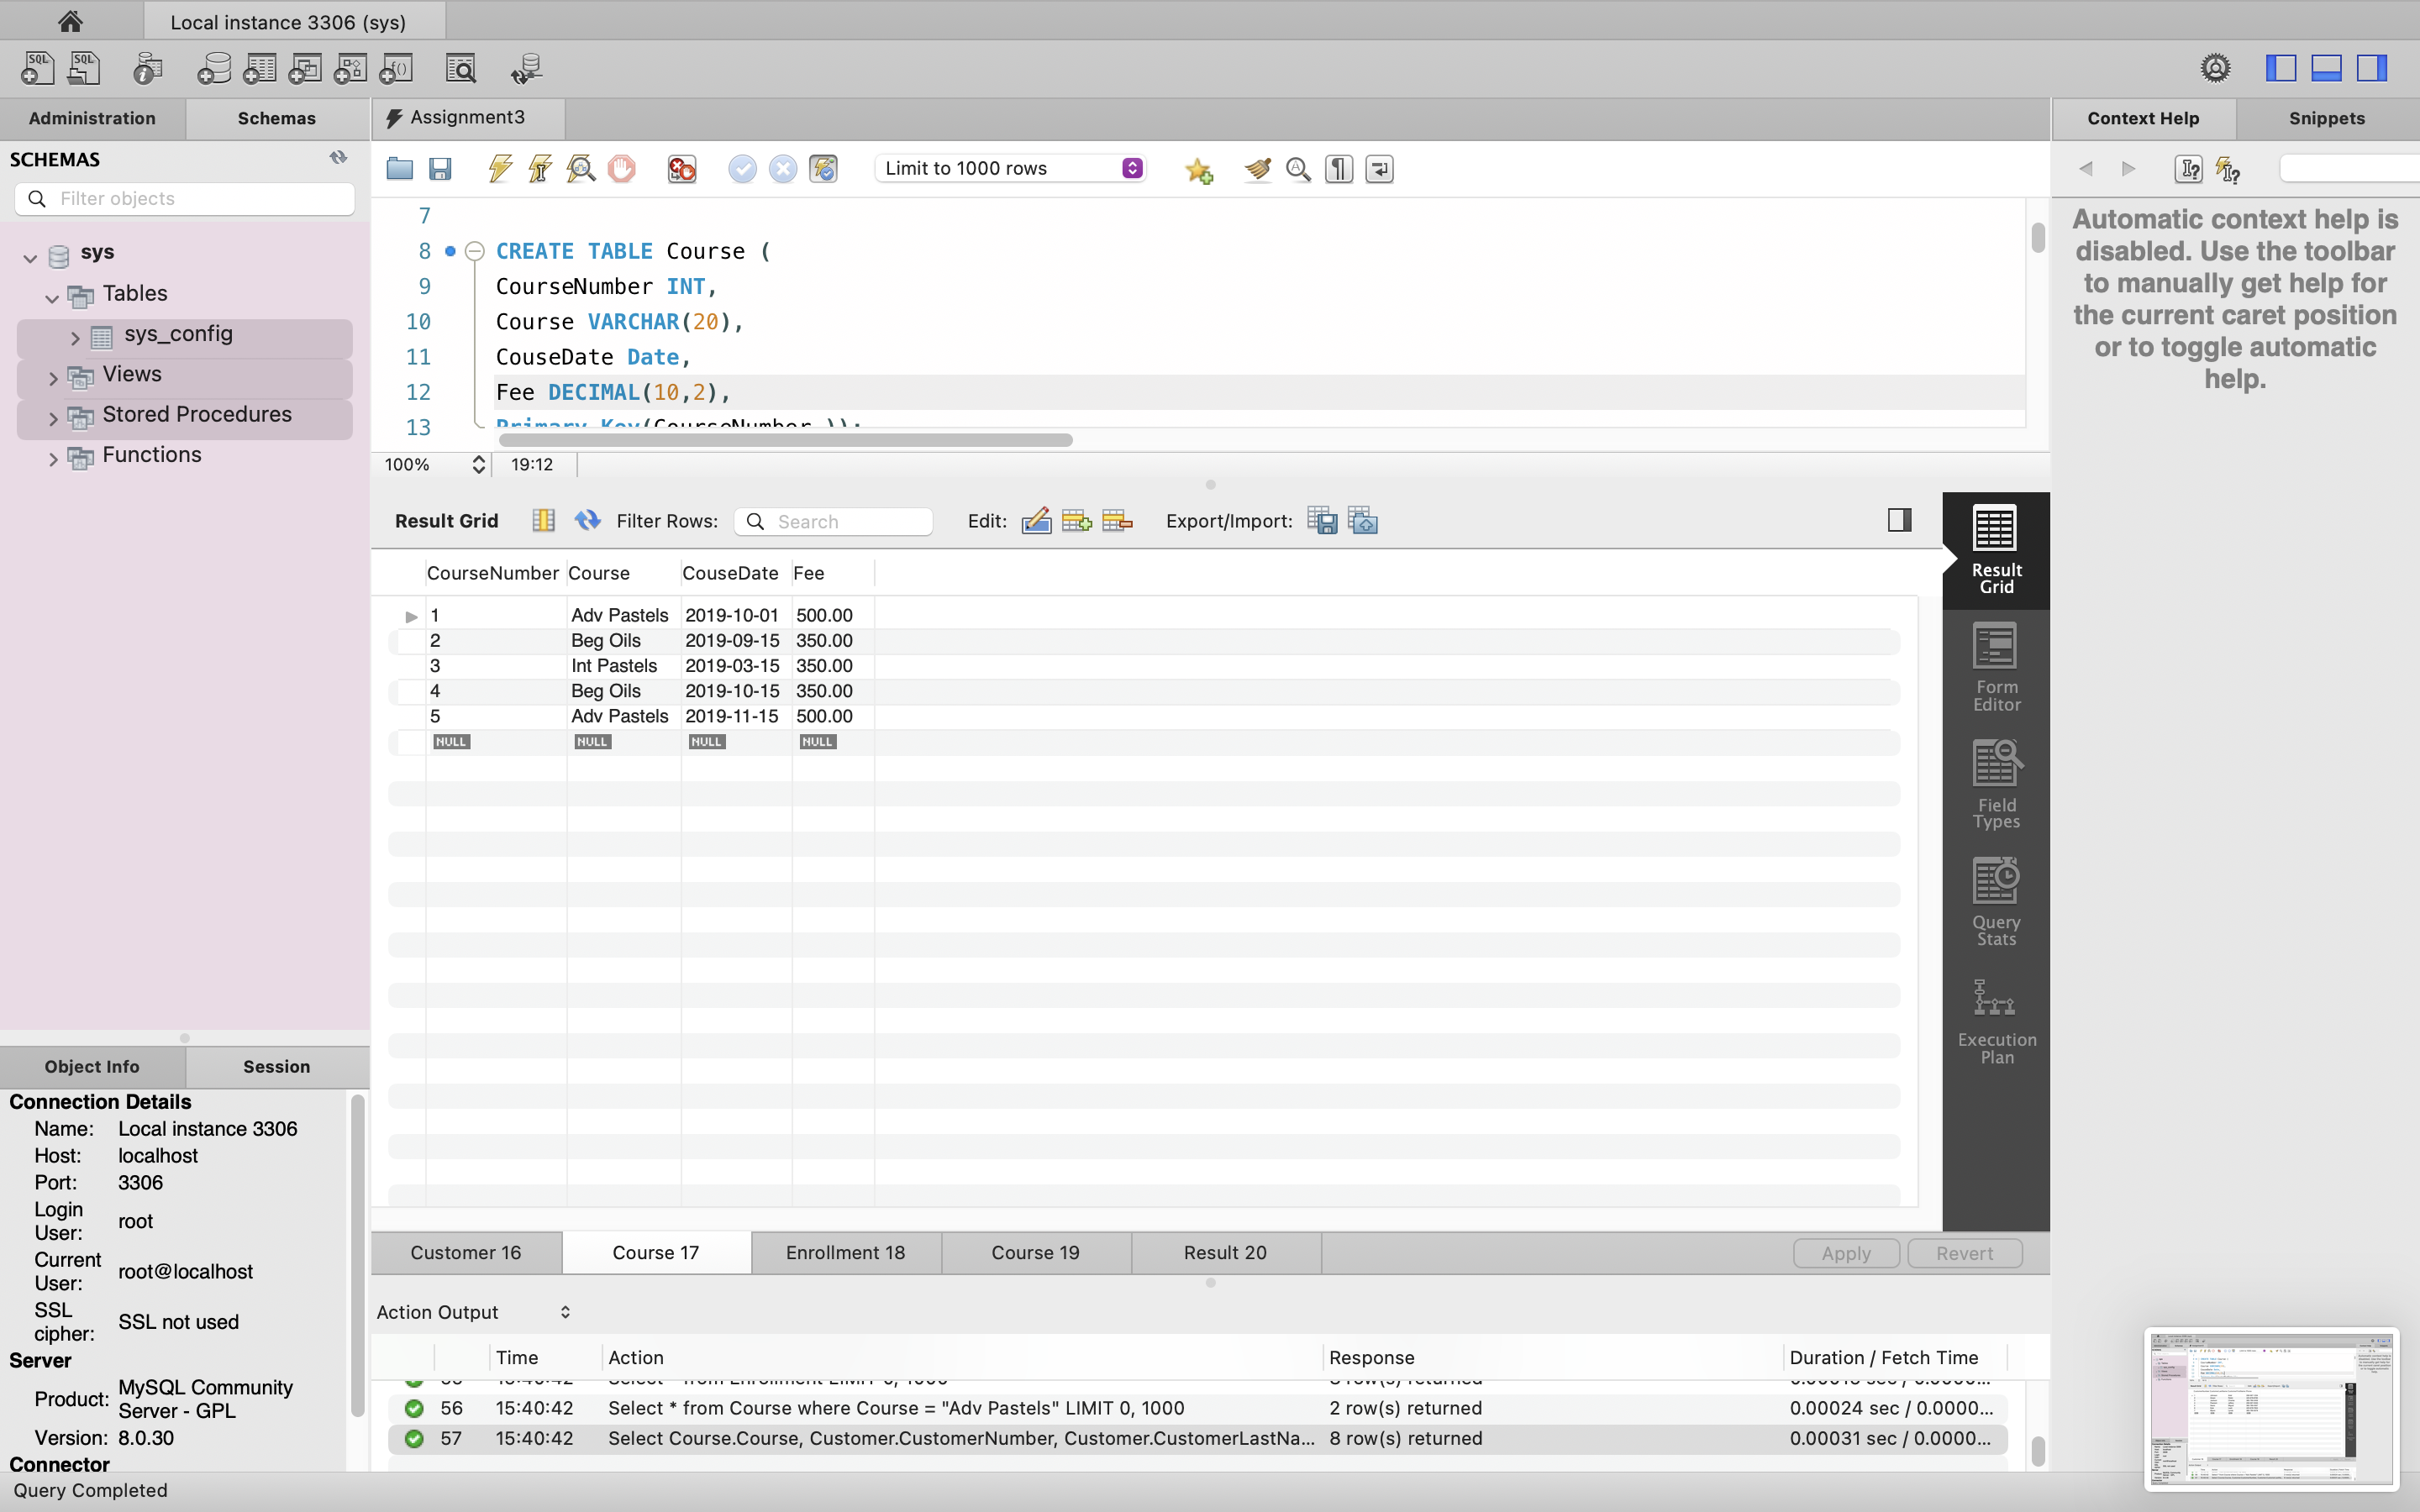 Local instance 3306 (sys)
Administration
Schemas
Assignment3
Context Help
Snippets
SCHEMAS
Filter objects
Limit to 1000 rows
sys
Tables
sys_config
Views
Stored Procedures
Functions
7
8 CREATE TABLE Course (
9 CourseNumber INT,
10 Course VARCHAR(20),
11 CouseDate Date,
12 Fee DECIMAL(10,2),
13 Primary Key(CourseNumber ));
100% 19:12
Automatic context help is
disabled. Use the toolbar
to manually get help for
the current caret position
or to toggle automatic
help.
Result Grid Filter Rows: Search Edit: Export/Import:
CourseNumber Course CouseDate Fee
1 Adv Pastels 2019-10-01 500.00
2 Beg Oils 2019-09-15 350.00
3 Int Pastels 2019-03-15 350.00
4 Beg Oils 2019-10-15 350.00
5 Adv Pastels 2019-11-15 500.00
NULL NULL NULL NULL
Result
Grid
Form
Editor
Field
Types
Query
Stats
Execution
Plan
Object Info
Session
Connection Details
Name: Local instance 3306
Host: localhost
Port: 3306
Login
User: root
Current
User: root@localhost
SSL
cipher: SSL not used
Server
Product: MySQL Community
Server - GPL
Version: 8.0.30
Connector
Customer 16 Course 17 Enrollment 18 Course 19 Result 20 Apply Revert
Action Output
Time Action Response Duration / Fetch Time
56 15:40:42 Select * from Course where Course = "Adv Pastels" LIMIT 0, 1000 2 row(s) returned 0.00024 sec / 0.0000...
57 15:40:42 Select Course.Course, Customer.CustomerNumber, Customer.CustomerLastNa... 8 row(s) returned 0.00031 sec / 0.0000...
Query Completed